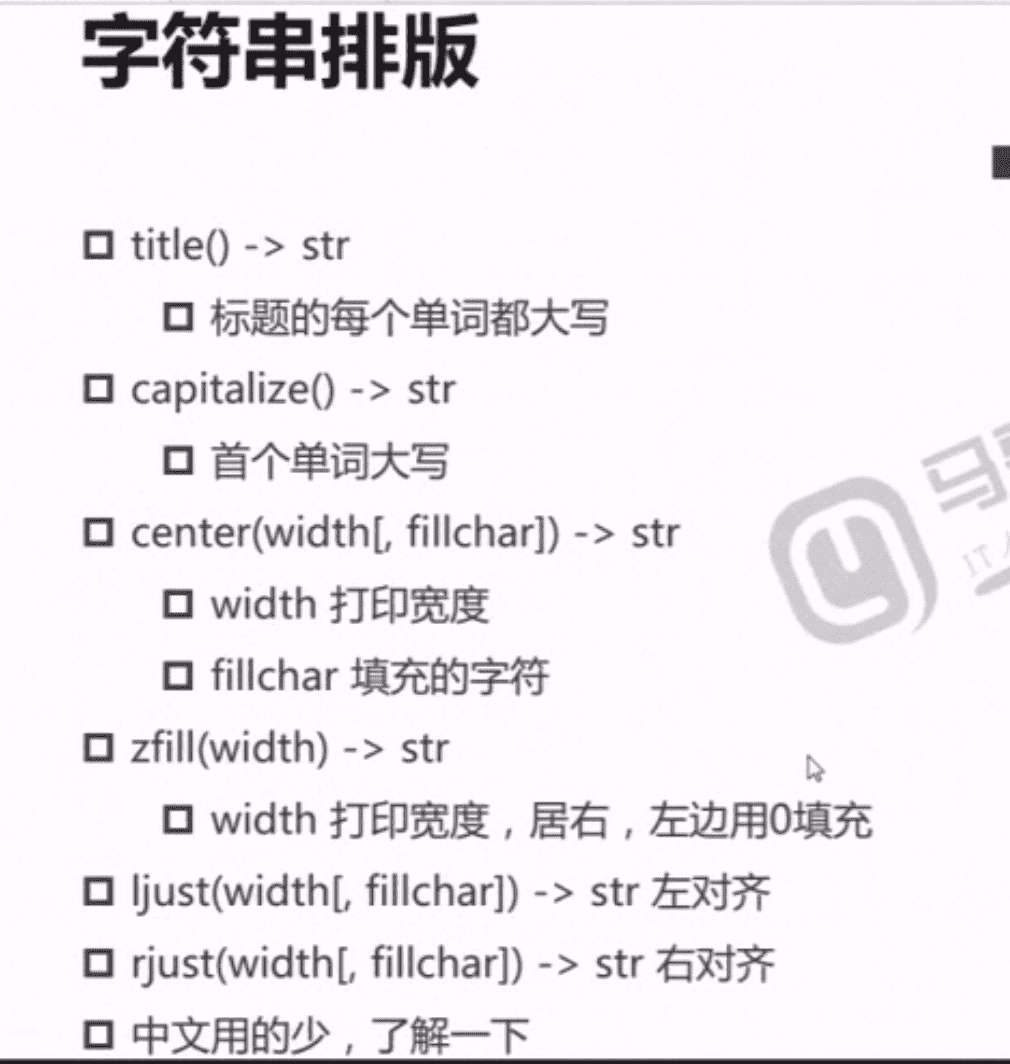 字符串排版
title() -> str
标题的每个单词都大写
capitalize() -> str
首个单词大写
center(width[, fillchar]) -> str
width 打印宽度
fillchar 填充的字符
zfill(width) -> str
width 打印宽度，居右，左边用0填充
ljust(width[, fillchar]) -> str 左对齐
rjust(width[, fillchar]) -> str 右对齐
中文用的少，了解一下
马
IT